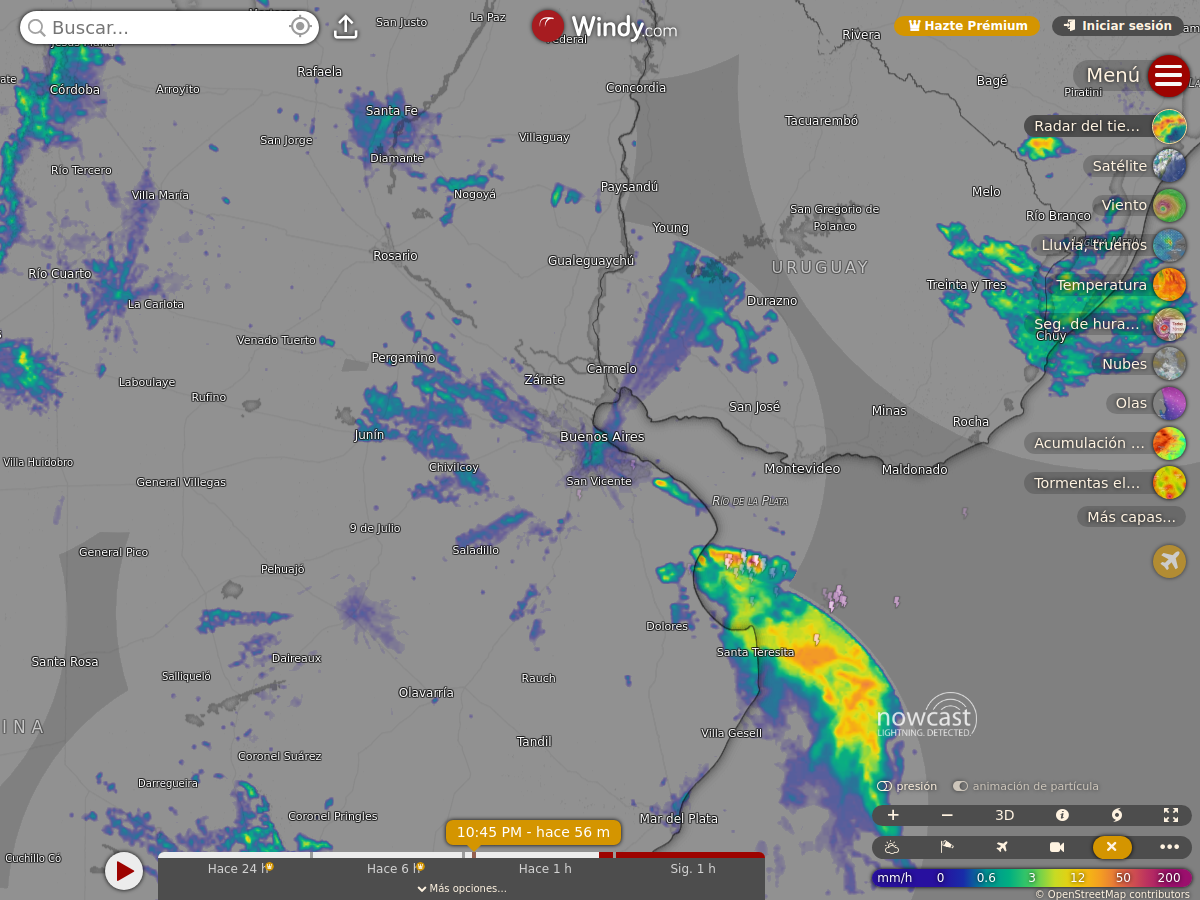 Buscar...
Windy.com
Hazte Prémium
Iniciar sesión
San Justo
La Paz
Federal
Rivera
Jesús María
Rafaela
Menú
Córdoba
Arroyito
Concordia
Bagé
Piratini
Santa Fe
Tacuarembó
Radar del tie...
San Jorge
Villaguay
Diamante
Satélite
Río Tercero
Villa María
Nogoyá
Paysandú
Melo
Viento
San Gregorio de
Polanco
Río Branco
Young
Lluvia, truenos
Rosario
Gualeguaychú
URUGUAY
Río Cuarto
Treinta y Tres
Temperatura
La Carlota
Durazno
Seg. de hura...
Chuy
Venado Tuerto
Pergamino
Nubes
Carmelo
Laboulaye
Zárate
Rufino
San José
Minas
Olas
Rocha
Junín
Buenos Aires
Acumulación ...
Villa Huidobro
Chivilcoy
Montevideo
Maldonado
General Villegas
San Vicente
Tormentas el...
Río de la Plata
Más capas...
9 de Julio
General Pico
Saladillo
Pehuajó
Dolores
Santa Rosa
Daireaux
Santa Teresita
Salliqueló
Rauch
Olavarría
INA
nowcast
LIGHTNING. DETECTED.
Villa Gesell
Tandil
Coronel Suárez
Darregueira
presión
animación de partícula
Coronel Pringles
Mar del Plata
3D
10:45 PM - hace 56 m
Cuchillo Có
Hace 24 h
Hace 6 h
Hace 1 h
Sig. 1 h
mm/h 0 0.6 3 12 50 200
Más opciones...
© OpenStreetMap contributors